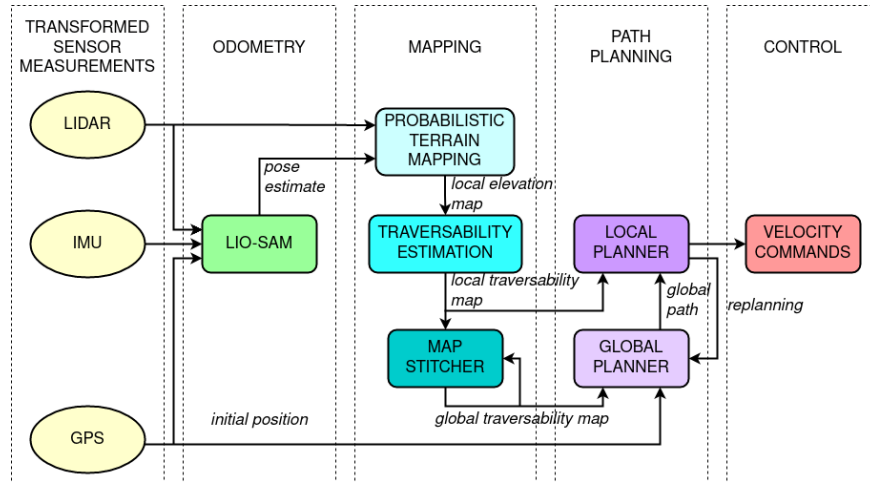 TRANSFORMED
SENSOR
MEASUREMENTS
ODOMETRY
MAPPING
PATH
PLANNING
CONTROL
LIDAR
PROBABILISTIC
TERRAIN
MAPPING
pose
estimate
local elevation
map
IMU
LIO-SAM
TRAVERSABILITY
ESTIMATION
LOCAL
PLANNER
VELOCITY
COMMANDS
local traversability
map
global
path
replanning
MAP
STITCHER
GLOBAL
PLANNER
initial position
global traversability map
GPS